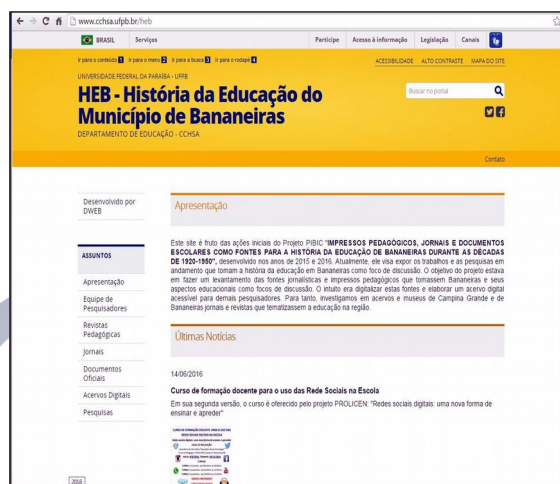 www.cchsa.ufpb.br/heb
BRASIL Serviços Participe Acesso à informação Legislação Canais
Ir para o conteúdo 1 Ir para o menu 2 Ir para a busca 3 Ir para o rodapé 4 ACESSIBILIDADE ALTO CONTRASTE MAPA DO SITE
UNIVERSIDADE FEDERAL DA PARAÍBA - UFPB
HEB - História da Educação do
Município de Bananeiras
Buscar no portal
DEPARTAMENTO DE EDUCAÇÃO - CCHSA
Contato
Desenvolvido por
DWEB
ASSUNTOS
Apresentação
Equipe de
Pesquisadores
Revistas
Pedagógicas
Jornais
Documentos
Oficiais
Acervos Digitais
Pesquisas
Apresentação
Este site é fruto das ações iniciais do Projeto PIBIC "IMPRESSOS PEDAGÓGICOS, JORNAIS E DOCUMENTOS
ESCOLARES COMO FONTES PARA A HISTÓRIA DA EDUCAÇÃO DE BANANEIRAS DURANTE AS DÉCADAS
DE 1920-1950", desenvolvido nos anos de 2015 e 2016. Atualmente, ele visa expor os trabalhos e as pesquisas em
andamento que tomam a história da educação em Bananeiras como foco de discussão. O objetivo do projeto estava
em fazer um levantamento das fontes jornalísticas e impressos pedagógicos que tomassem Bananeiras e seus
aspectos educacionais como focos de discussão. O intuito era digitalizar estas fontes e elaborar um acervo digital
acessível para demais pesquisadores. Para tanto, investigamos em acervos e museus de Campina Grande e de
Bananeiras jornais e revistas que tematizassem a educação na região.
Últimas Notícias
14/06/2016
Curso de formação docente para o uso das Rede Sociais na Escola
Em sua segunda versão, o curso é oferecido pelo projeto PROLICEN: "Redes sociais digitais: uma nova forma de
ensinar e apreder"
2016